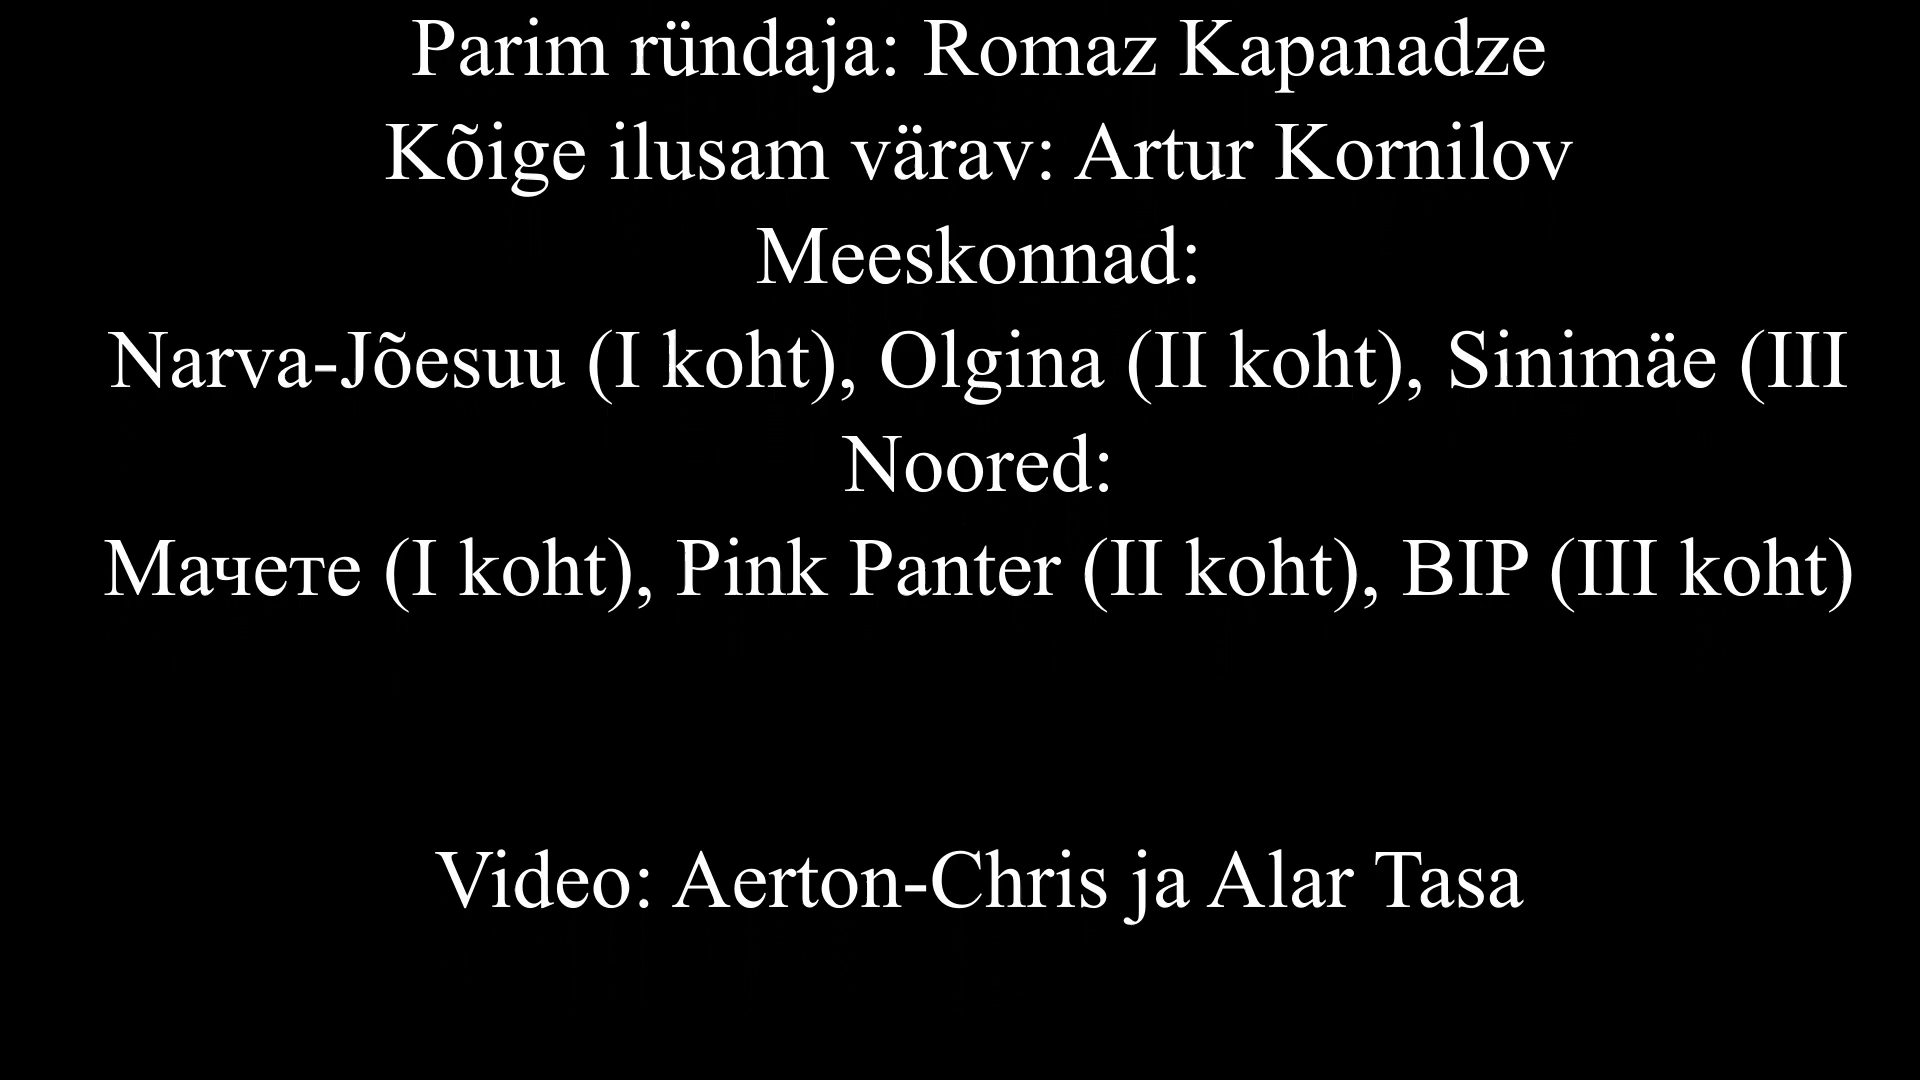 Parim ründaja: Romaz Kapanadze
Kõige ilusam värav: Artur Kornilov
Meeskonnad:
Narva-Jõesuu (I koht), Olgina (II koht), Sinimäe (III
Noored:
Мачете (I koht), Pink Panter (II koht), BIP (III koht)
Video: Aerton-Chris ja Alar Tasa